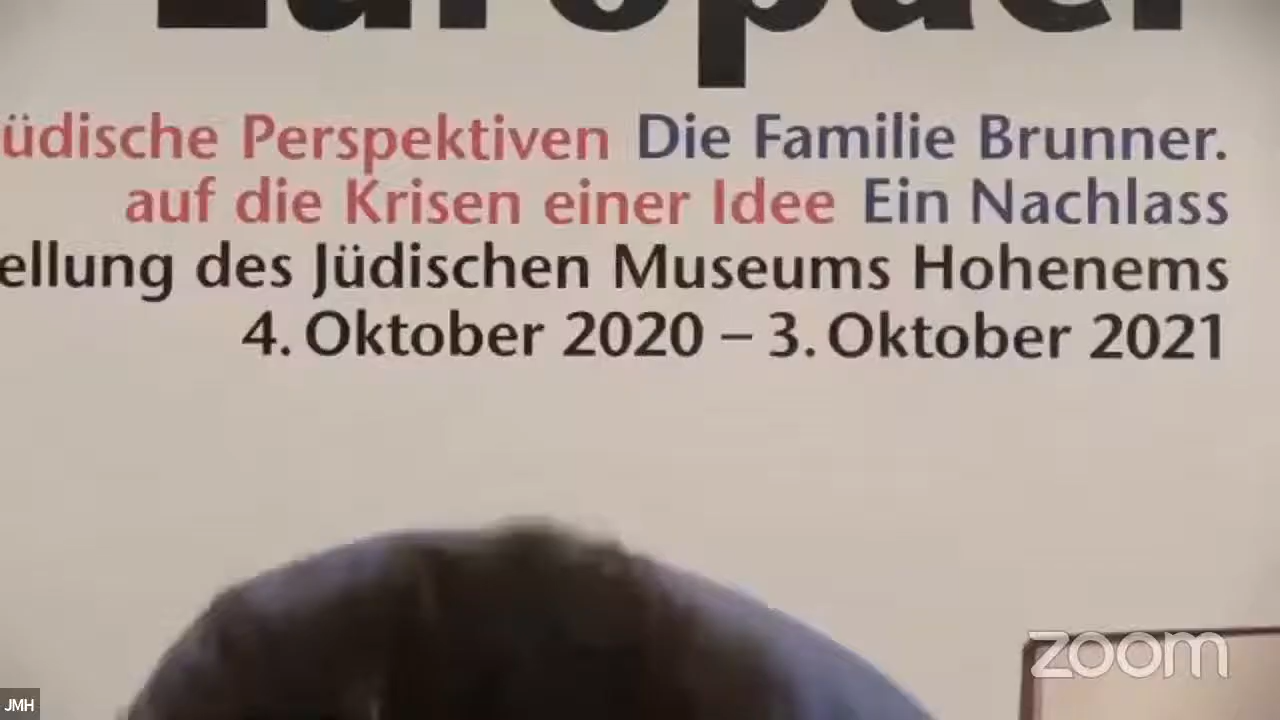 Europäer
üdische Perspektiven Die Familie Brunner.
auf die Krisen einer Idee Ein Nachlass
ellung des Jüdischen Museums Hohenems
4. Oktober 2020 – 3. Oktober 2021
zoom
JMH